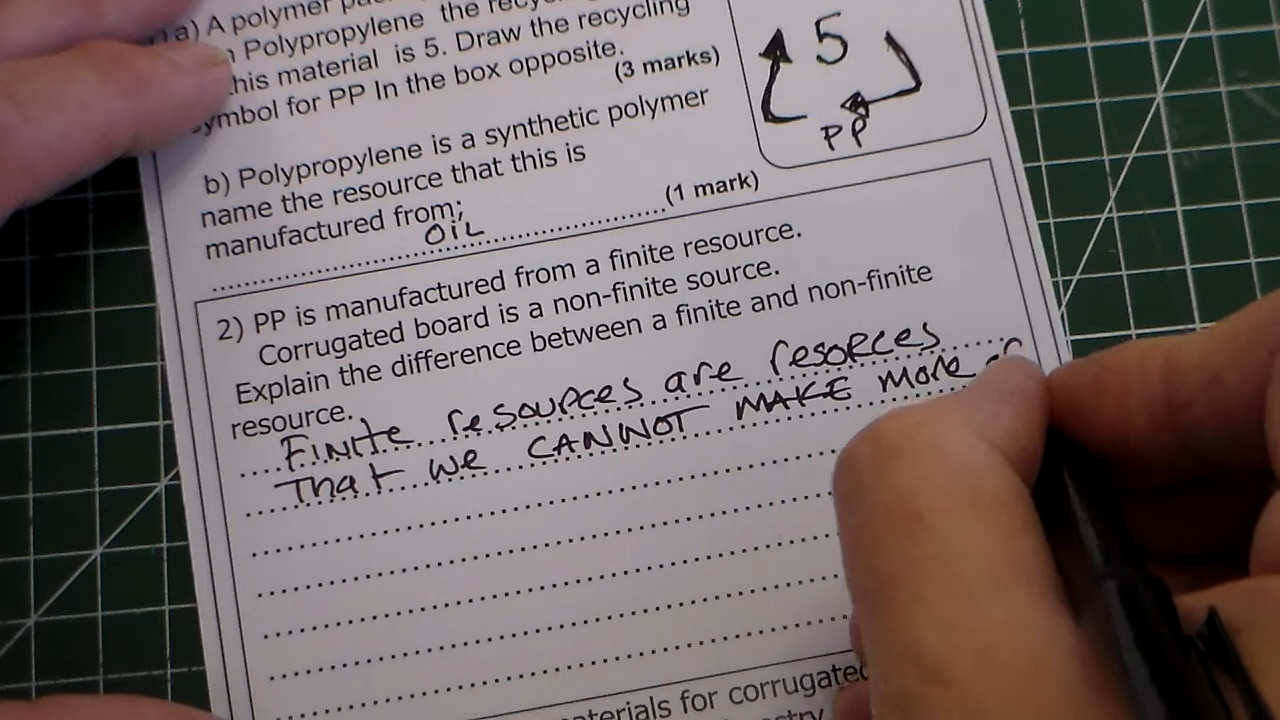 a) A polymer
Polypropylene the
this material is 5. Draw the recycling
symbol for PP In the box opposite.
(3 marks)
5
PP
b) Polypropylene is a synthetic polymer
name the resource that this is
manufactured from;
OIL
(1 mark)
2) PP is manufactured from a finite resource.
Corrugated board is a non-finite source.
Explain the difference between a finite and non-finite
resource.
FINite resources are resorces
That we CANNOT MAKE More
for corrugated